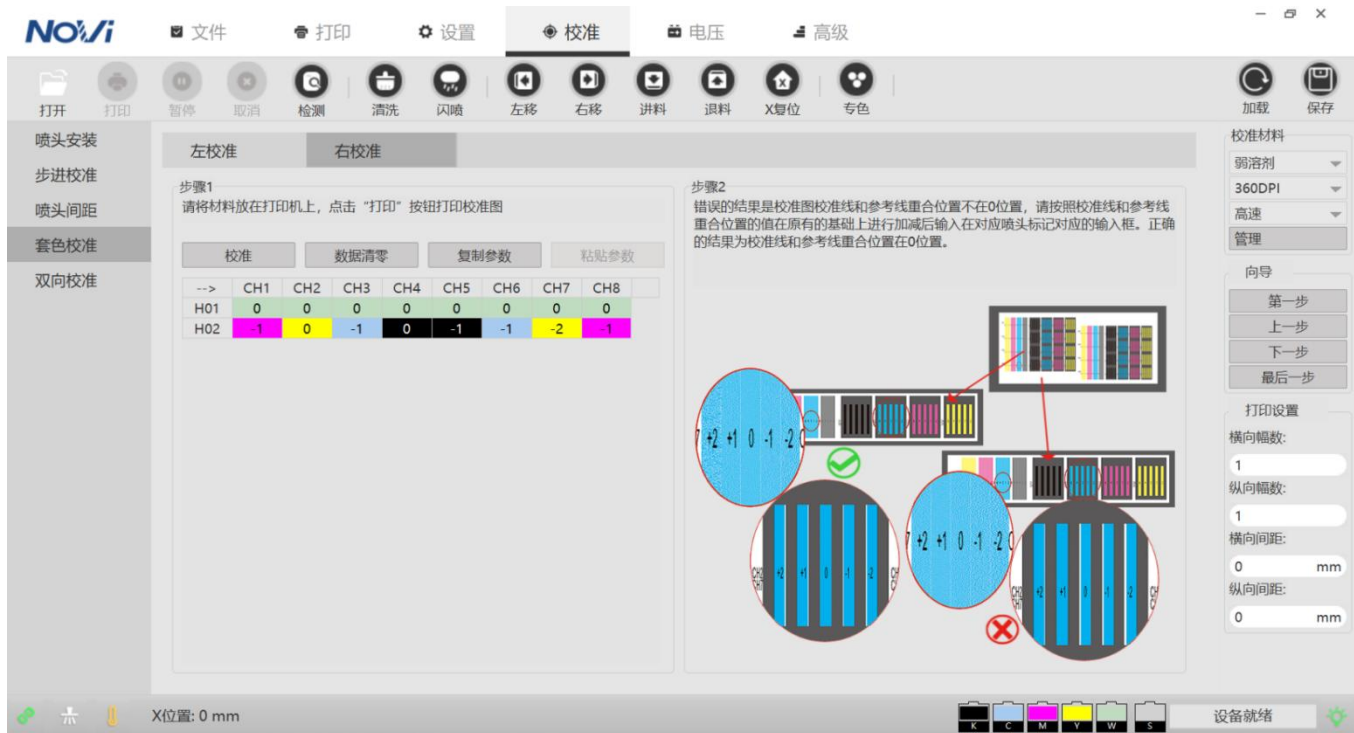 NOVi
文件
打印
设置
校准
电压
高级
打开
打印
暂停
取消
检测
清洗
闪喷
左移
右移
进料
退料
X复位
专色
加载
保存
喷头安装
步进校准
喷头间距
套色校准
双向校准
左校准
右校准
步骤1
请将材料放在打印机上，点击“打印”按钮打印校准图
校准
数据清零
复制参数
粘贴参数
--> CH1 CH2 CH3 CH4 CH5 CH6 CH7 CH8
H01 0 0 0 0 0 0 0 0
H02 -1 0 -1 0 -1 -1 -2 -1
步骤2
错误的结果是校准图校准线和参考线重合位置不在0位置，请按照校准线和参考线
重合位置的值在原有的基础上进行加减后输入在对应喷头标记对应的输入框。正确
的结果为校准线和参考线重合位置在0位置。
+2 +1 0 -1 -2
+2 +1 0 -1 -2
+2 +1 0 -1 -2
+2 +1 0 -1 -2
校准材料
弱溶剂
360DPI
高速
管理
向导
第一步
上一步
下一步
最后一步
打印设置
横向幅数:
1
纵向幅数:
1
横向间距:
0 mm
纵向间距:
0 mm
X位置: 0 mm
K C M Y W S
设备就绪